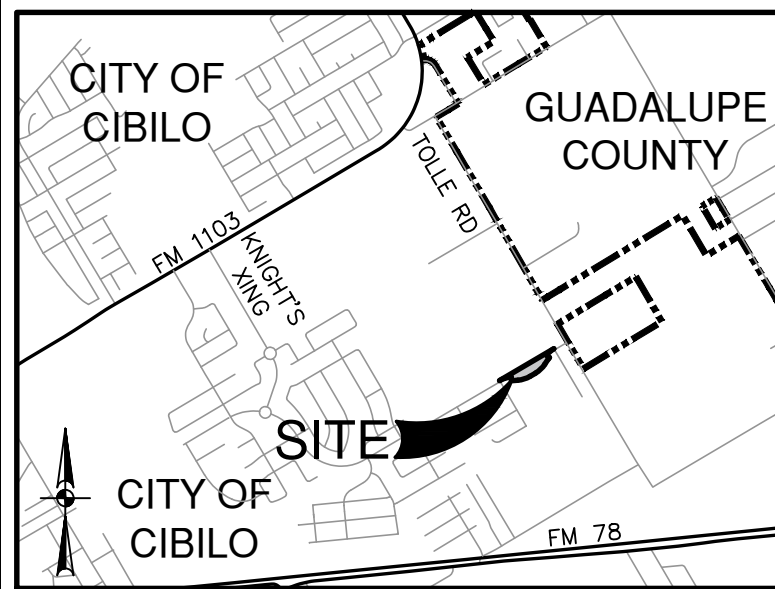 CITY OF
CIBILO
GUADALUPE
COUNTY
TOLLE RD
FM 1103
KNIGHT'S
XING
SITE
CITY OF
CIBILO
FM 78